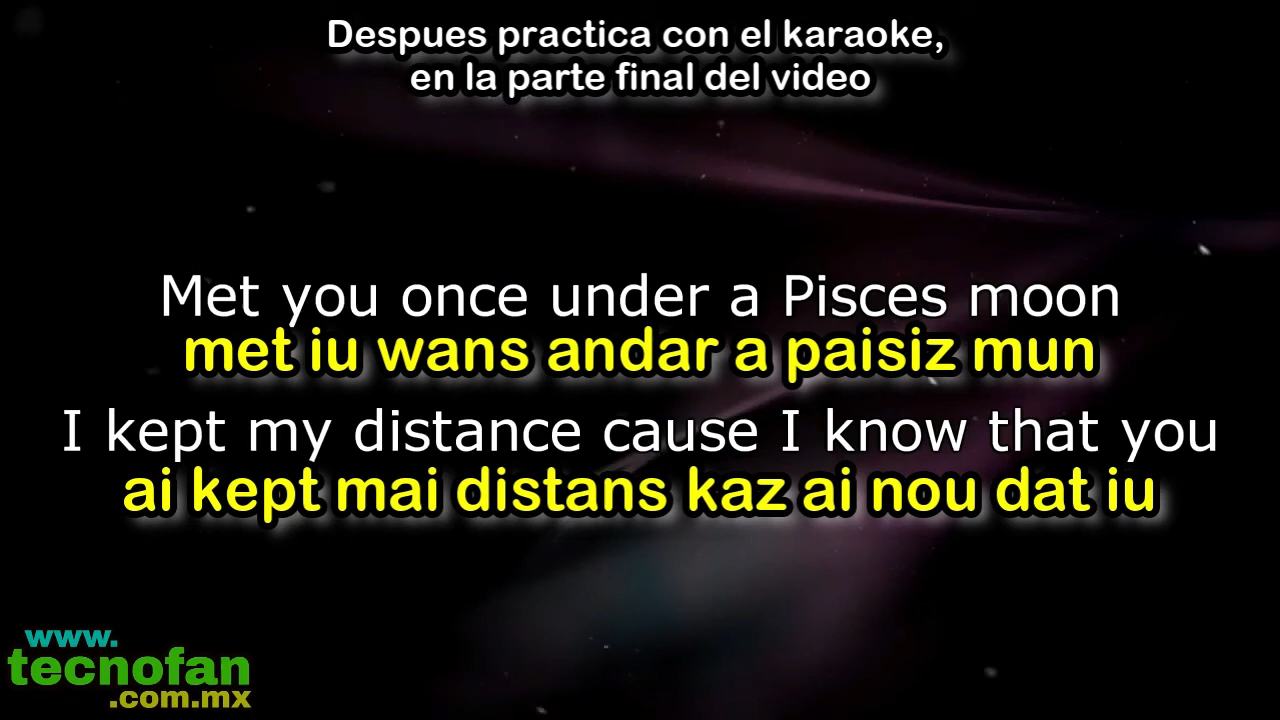 Despues practica con el karaoke,
en la parte final del video
Met you once under a Pisces moon
met iu wans andar a paisiz mun
I kept my distance cause I know that you
ai kept mai distans kaz ai nou dat iu
www.
tecnofan
.com.mx